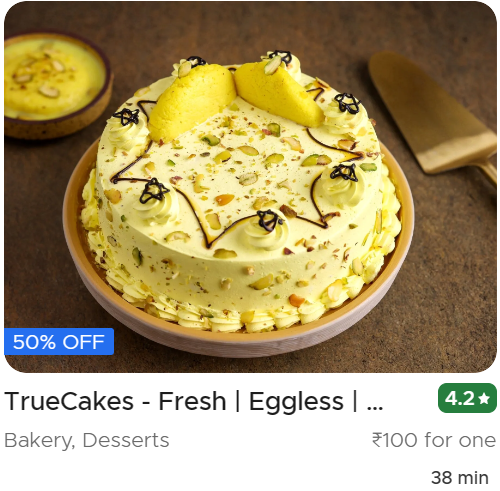 50% OFF
TrueCakes - Fresh | Eggless | ...
4.2★
Bakery, Desserts
₹100 for one
38 min